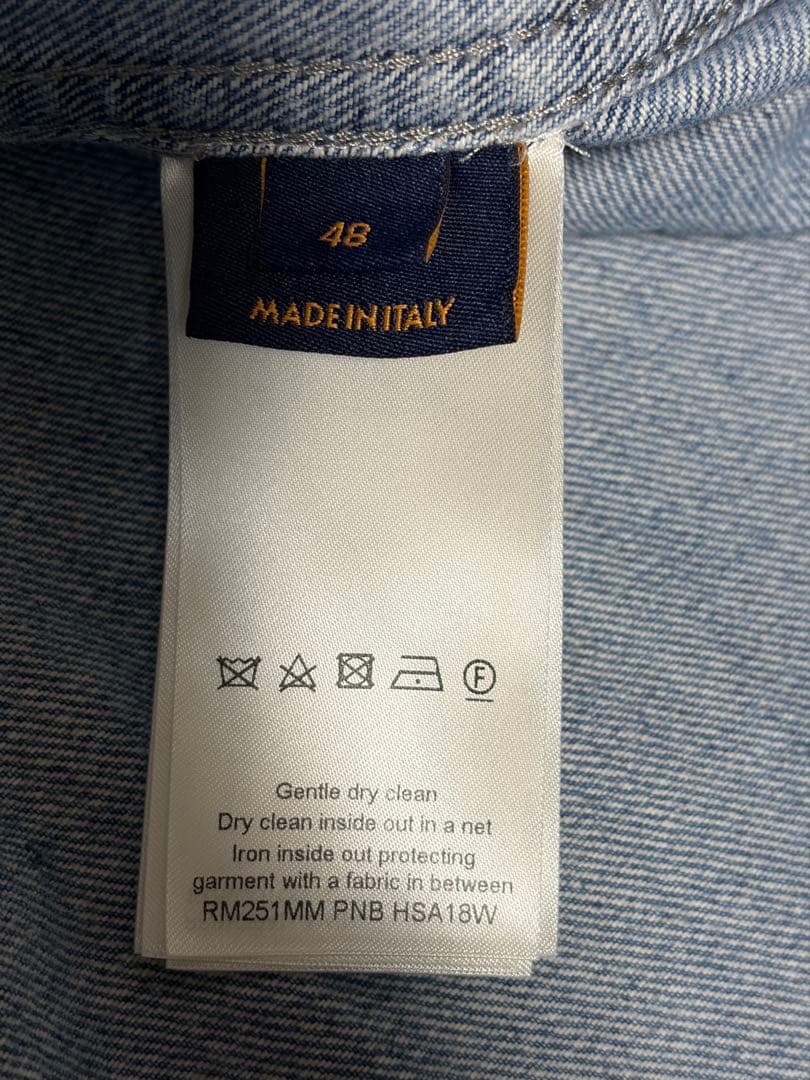 48
MADE IN ITALY
F
Gentle dry clean
Dry clean inside out in a net
Iron inside out protecting
garment with a fabric in between
RM251MM PNB HSA18W